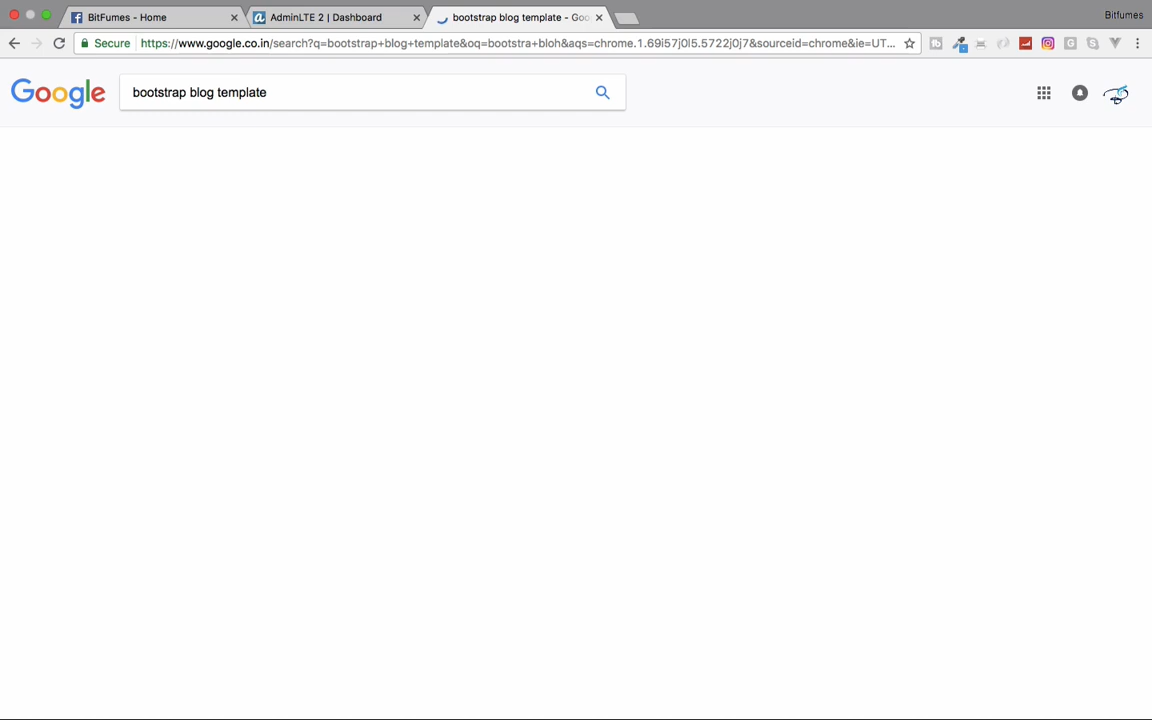 BitFumes - Home
AdminLTE 2 | Dashboard
bootstrap blog template - Goo
Bitfumes
Secure
https://www.google.co.in/search?q=bootstrap+blog+template&oq=bootstra+bloh&aqs=chrome.1.69i57j0l5.5722j0j7&sourceid=chrome&ie=UT...
Google
bootstrap blog template